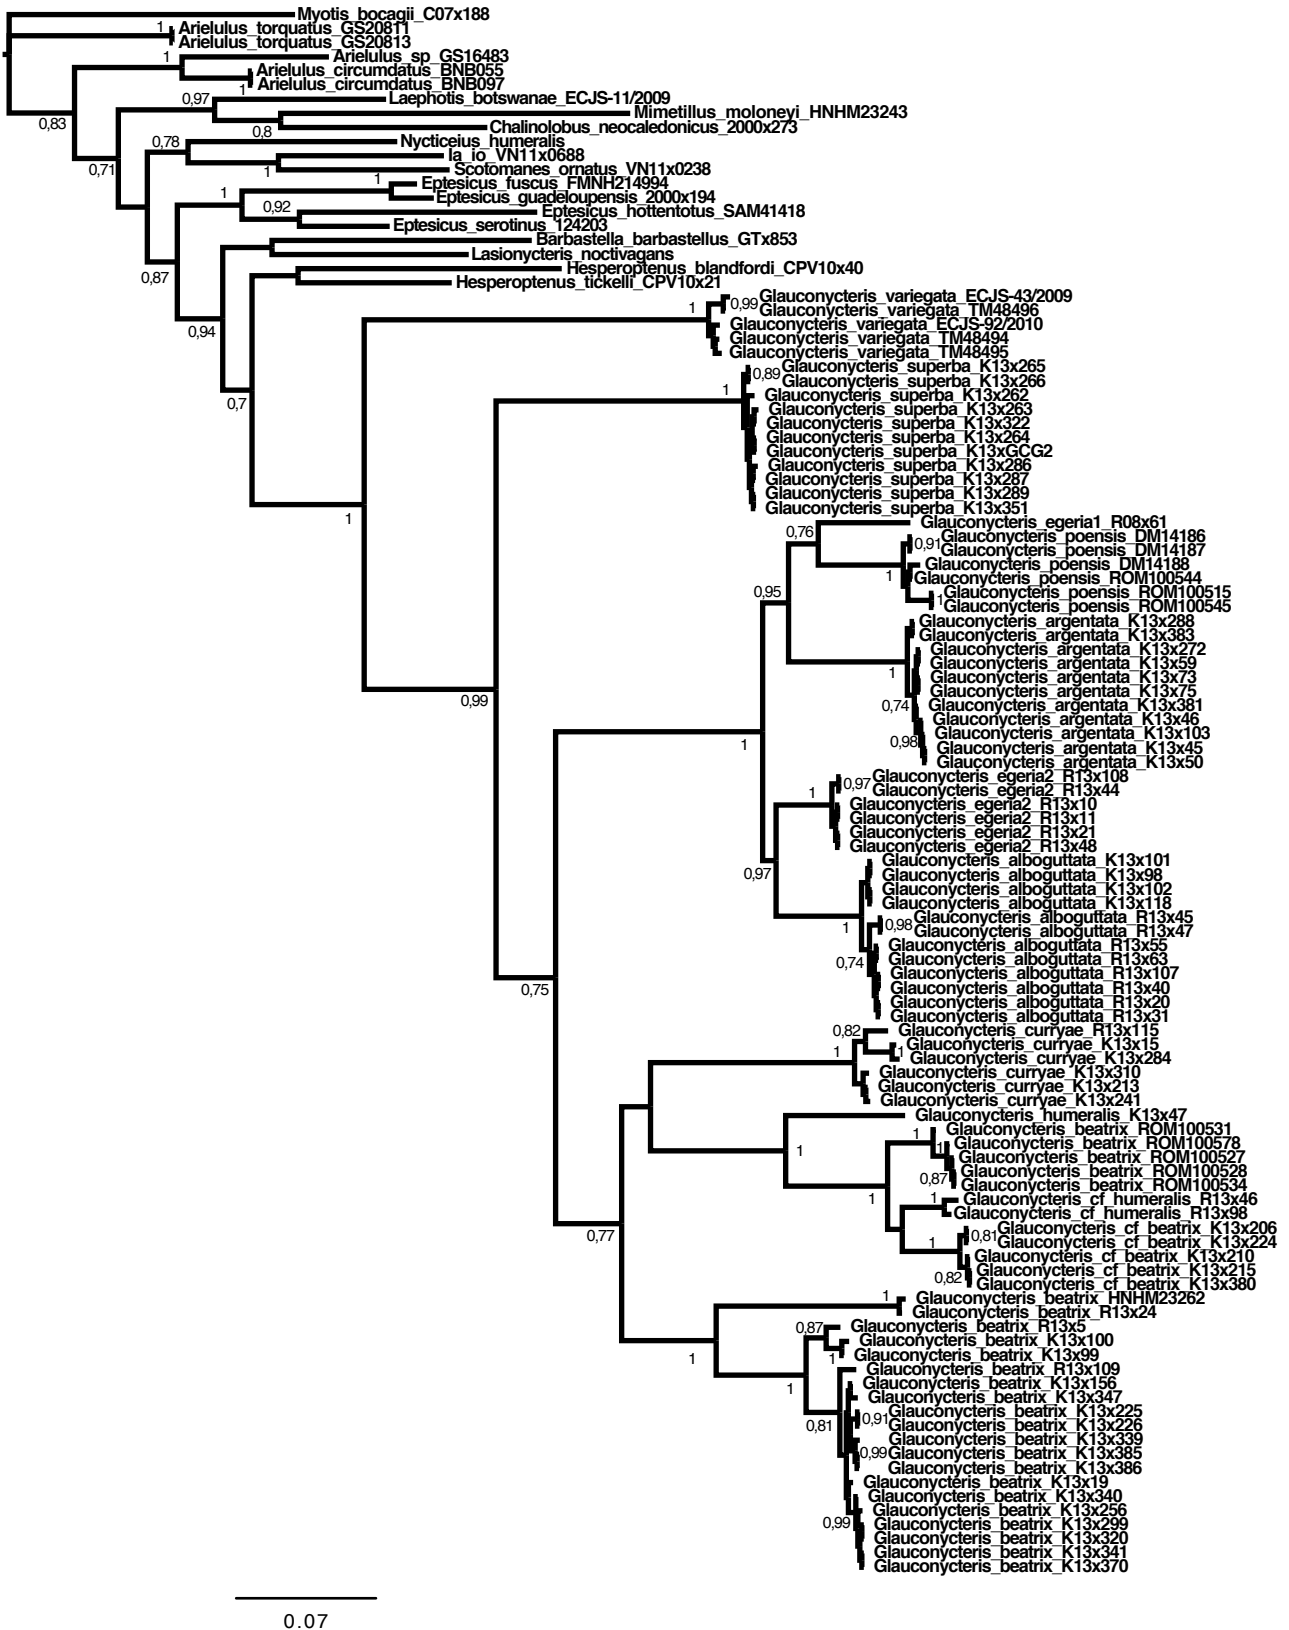 Myotis_bocagii_C07x188
1
Arielulus_torquatus_GS20811
Arielulus_torquatus_GS20813
1
Arielulus_sp_GS16483
Arielulus_circumdatus_BNB055
1
Arielulus_circumdatus_BNB097
0,97
Laephotis_botswanae_ECJS-11/2009
Mimetillus_moloneyi_HNHM23243
0,83
0,8
Chalinolobus_neocaledonicus_2000x273
0,78
Nycticeius_humeralis
Ia_io_VN11x0688
0,71
1
Scotomanes_ornatus_VN11x0238
1
Eptesicus_fuscus_FMNH214994
1
Eptesicus_guadeloupensis_2000x194
0,92
Eptesicus_hottentotus_SAM41418
Eptesicus_serotinus_124203
Barbastella_barbastellus_GTx853
Lasionycteris_noctivagans
Hesperoptenus_blandfordi_CPV10x40
0,87
Hesperoptenus_tickelli_CPV10x21
Glauconycteris_variegata_ECJS-43/2009
1
0,99
Glauconycteris_variegata_TM48496
Glauconycteris_variegata_ECJS-92/2010
0,94
Glauconycteris_variegata_TM48494
Glauconycteris_variegata_TM48495
Glauconycteris_superba_K13x265
0,89
Glauconycteris_superba_K13x266
1
Glauconycteris_superba_K13x262
0,7
Glauconycteris_superba_K13x263
Glauconycteris_superba_K13x322
Glauconycteris_superba_K13x264
Glauconycteris_superba_K13xGCG2
Glauconycteris_superba_K13x286
Glauconycteris_superba_K13x287
Glauconycteris_superba_K13x289
Glauconycteris_superba_K13x351
1
Glauconycteris_egeria1_R08x61
0,76
Glauconycteris_poensis_DM14186
0,91
Glauconycteris_poensis_DM14187
Glauconycteris_poensis_DM14188
1
Glauconycteris_poensis_ROM100544
0,95
Glauconycteris_poensis_ROM100515
1
Glauconycteris_poensis_ROM100545
Glauconycteris_argentata_K13x288
Glauconycteris_argentata_K13x383
Glauconycteris_argentata_K13x272
Glauconycteris_argentata_K13x59
1
Glauconycteris_argentata_K13x73
Glauconycteris_argentata_K13x75
0,99
0,74
Glauconycteris_argentata_K13x381
Glauconycteris_argentata_K13x46
Glauconycteris_argentata_K13x103
1
0,98
Glauconycteris_argentata_K13x45
Glauconycteris_argentata_K13x50
Glauconycteris_egeria2_R13x108
0,97
1
Glauconycteris_egeria2_R13x44
Glauconycteris_egeria2_R13x10
Glauconycteris_egeria2_R13x11
Glauconycteris_egeria2_R13x21
Glauconycteris_egeria2_R13x48
Glauconycteris_alboguttata_K13x101
0,97
Glauconycteris_alboguttata_K13x98
Glauconycteris_alboguttata_K13x102
Glauconycteris_alboguttata_K13x118
Glauconycteris_alboguttata_R13x45
1
0,98
Glauconycteris_alboguttata_R13x47
Glauconycteris_alboguttata_R13x55
0,74
Glauconycteris_alboguttata_R13x63
Glauconycteris_alboguttata_R13x107
0,75
Glauconycteris_alboguttata_R13x40
Glauconycteris_alboguttata_R13x20
Glauconycteris_alboguttata_R13x31
0,82
Glauconycteris_curryae_R13x115
Glauconycteris_curryae_K13x15
1
1
Glauconycteris_curryae_K13x284
Glauconycteris_curryae_K13x310
Glauconycteris_curryae_K13x213
Glauconycteris_curryae_K13x241
Glauconycteris_humeralis_K13x47
1
Glauconycteris_beatrix_ROM100531
Glauconycteris_beatrix_ROM100578
1
1
Glauconycteris_beatrix_ROM100527
0,87
Glauconycteris_beatrix_ROM100528
Glauconycteris_beatrix_ROM100534
1
1
Glauconycteris_cf_humeralis_R13x46
Glauconycteris_cf_humeralis_R13x98
Glauconycteris_cf_beatrix_K13x206
0,77
0,81
1
Glauconycteris_cf_beatrix_K13x224
Glauconycteris_cf_beatrix_K13x210
Glauconycteris_cf_beatrix_K13x215
0,82
Glauconycteris_cf_beatrix_K13x380
1
Glauconycteris_beatrix_HNHM23262
Glauconycteris_beatrix_R13x24
0,87
Glauconycteris_beatrix_R13x5
Glauconycteris_beatrix_K13x100
1
1
Glauconycteris_beatrix_K13x99
Glauconycteris_beatrix_R13x109
1
Glauconycteris_beatrix_K13x156
Glauconycteris_beatrix_K13x347
Glauconycteris_beatrix_K13x225
0,81
0,91
Glauconycteris_beatrix_K13x226
Glauconycteris_beatrix_K13x339
0,99
Glauconycteris_beatrix_K13x385
Glauconycteris_beatrix_K13x386
Glauconycteris_beatrix_K13x19
Glauconycteris_beatrix_K13x340
Glauconycteris_beatrix_K13x256
0,99
Glauconycteris_beatrix_K13x299
Glauconycteris_beatrix_K13x320
Glauconycteris_beatrix_K13x341
Glauconycteris_beatrix_K13x370
0.07